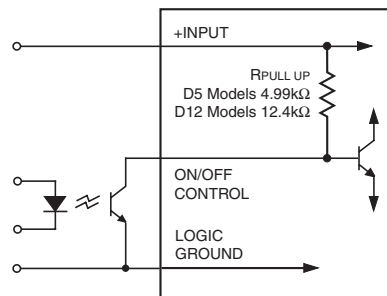 +INPUT
RPULL UP
D5 Models 4.99kΩ
D12 Models 12.4kΩ
ON/OFF
CONTROL
LOGIC
GROUND